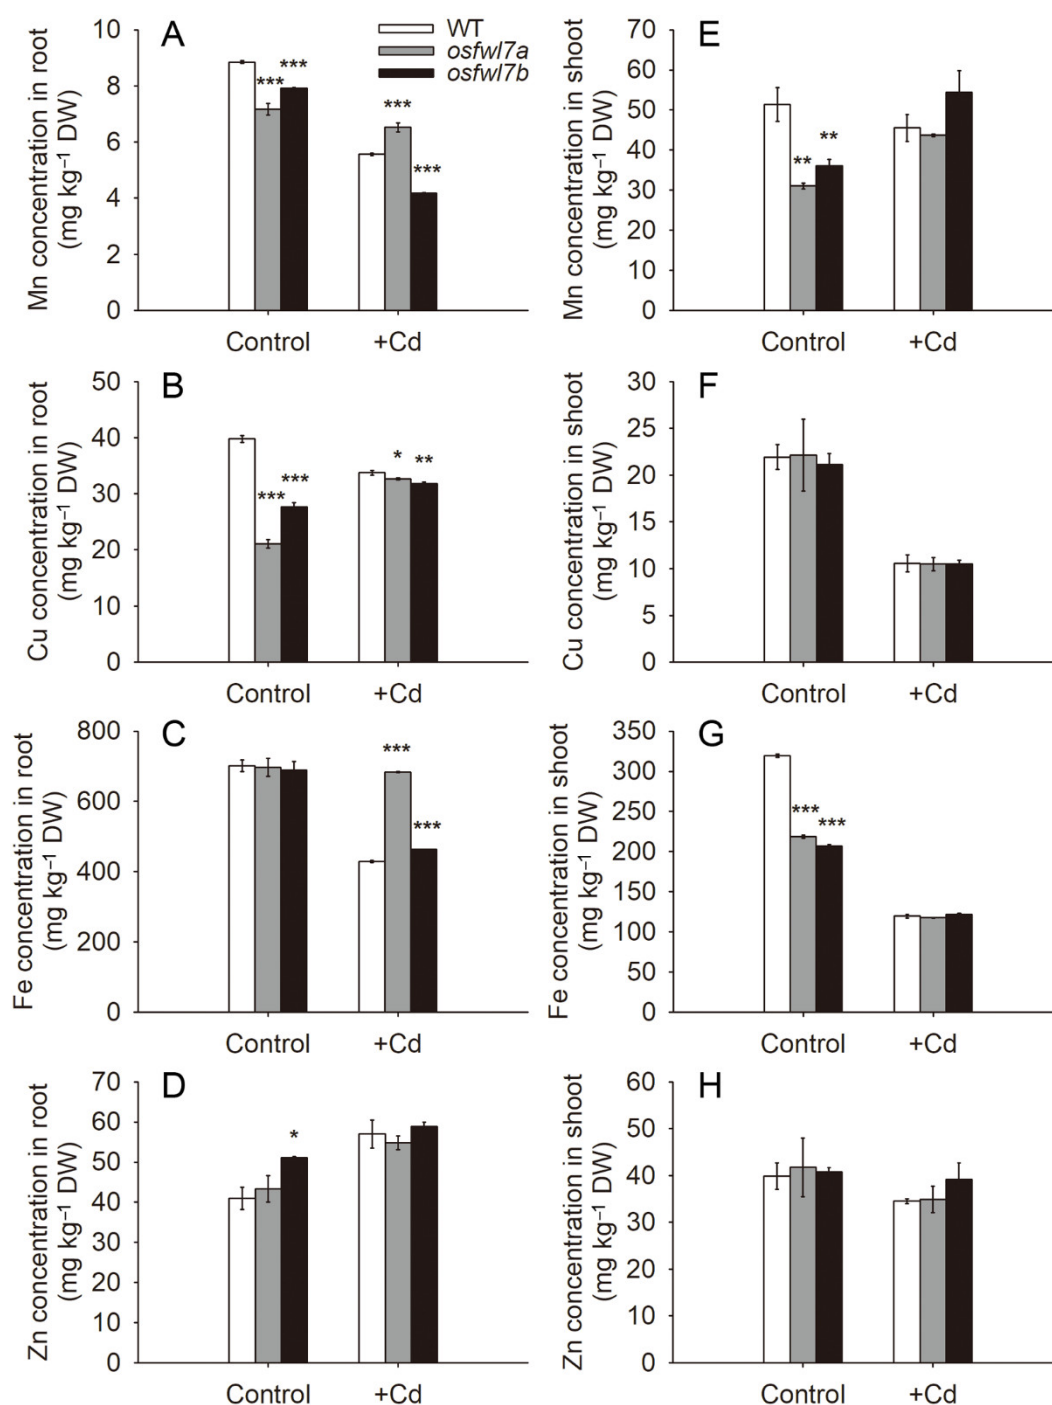 A
WT
osfwl7a
osfwl7b
Mn concentration in root
(mg kg⁻¹ DW)
10
8
6
4
2
0
***
***
***
***
Control
+Cd
E
Mn concentration in shoot
(mg kg⁻¹ DW)
70
60
50
40
30
20
10
0
**
**
Control
+Cd
B
Cu concentration in root
(mg kg⁻¹ DW)
50
40
30
20
10
0
***
***
*
**
Control
+Cd
F
Cu concentration in shoot
(mg kg⁻¹ DW)
30
25
20
15
10
5
0
Control
+Cd
C
Fe concentration in root
(mg kg⁻¹ DW)
800
600
400
200
0
***
***
Control
+Cd
G
Fe concentration in shoot
(mg kg⁻¹ DW)
350
300
250
200
150
100
50
0
***
***
Control
+Cd
D
Zn concentration in root
(mg kg⁻¹ DW)
70
60
50
40
30
20
10
0
*
Control
+Cd
H
Zn concentration in shoot
(mg kg⁻¹ DW)
60
50
40
30
20
10
0
Control
+Cd